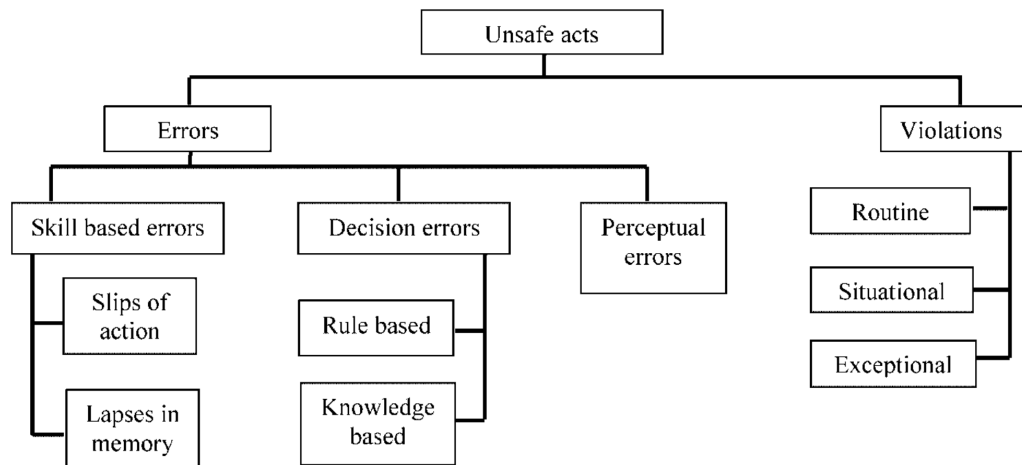 Unsafe acts
Errors
Violations
Skill based errors
Decision errors
Perceptual
errors
Routine
Slips of
action
Rule based
Situational
Lapses in
memory
Knowledge
based
Exceptional